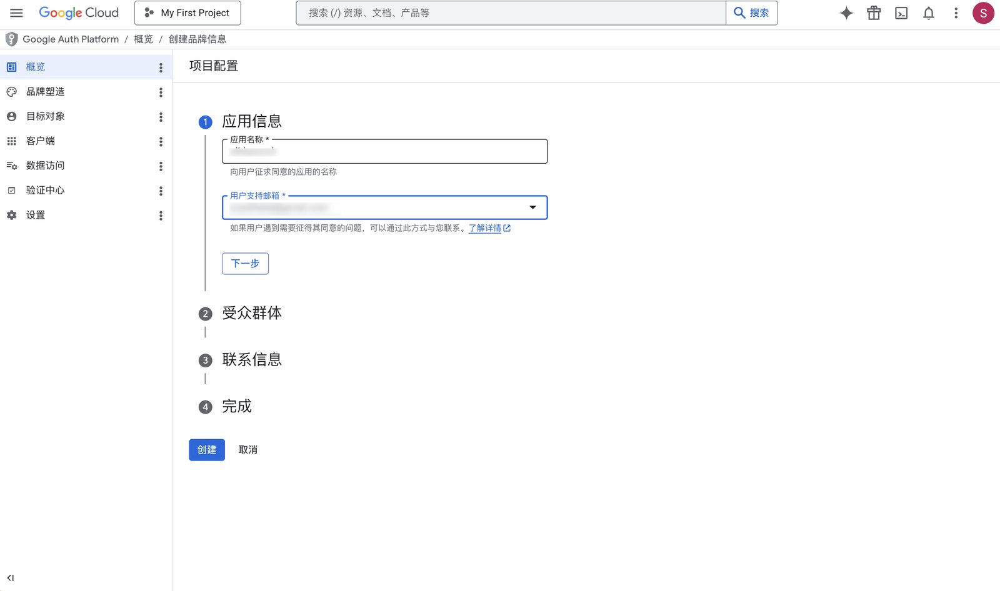 Google Cloud
My First Project
搜索 (/) 资源、文档、产品等
搜索
S
Google Auth Platform / 概览 / 创建品牌信息
概览
品牌塑造
目标对象
客户端
数据访问
验证中心
设置
项目配置
1 应用信息
应用名称 *
向用户征求同意的应用的名称
用户支持邮箱 *
如果用户遇到需要征得其同意的问题，可以通过此方式与您联系。了解详情
下一步
2 受众群体
3 联系信息
4 完成
创建
取消